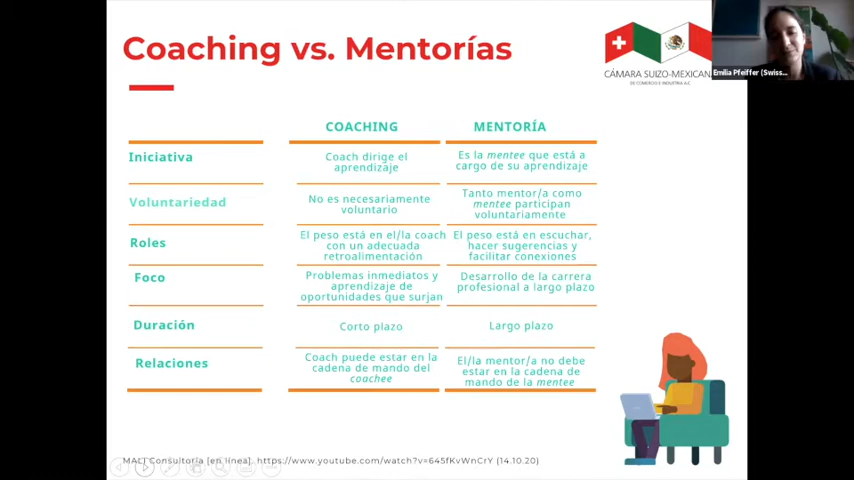 Coaching vs. Mentorías
CÁMARA SUIZO-MEXICAN
DE COMERCIO E INDUSTRIA A.C
Emilia Pfeiffer (Swiss...
COACHING
MENTORÍA
Iniciativa
Coach dirige el
aprendizaje
Es la mentee que está a
cargo de su aprendizaje
Voluntariedad
No es necesariamente
voluntario
Tanto mentor/a como
mentee participan
voluntariamente
Roles
El peso está en el/la coach
con un adecuada
retroalimentación
El peso está en escuchar,
hacer sugerencias y
facilitar conexiones
Foco
Problemas inmediatos y
aprendizaje de
oportunidades que surjan
Desarrollo de la carrera
profesional a largo plazo
Duración
Corto plazo
Largo plazo
Relaciones
Coach puede estar en la
cadena de mando del
coachee
El/la mentor/a no debe
estar en la cadena de
mando de la mentee
Consultoría [en línea]. https://www.youtube.com/watch?v=645fKvWnCrY (14.10.20)